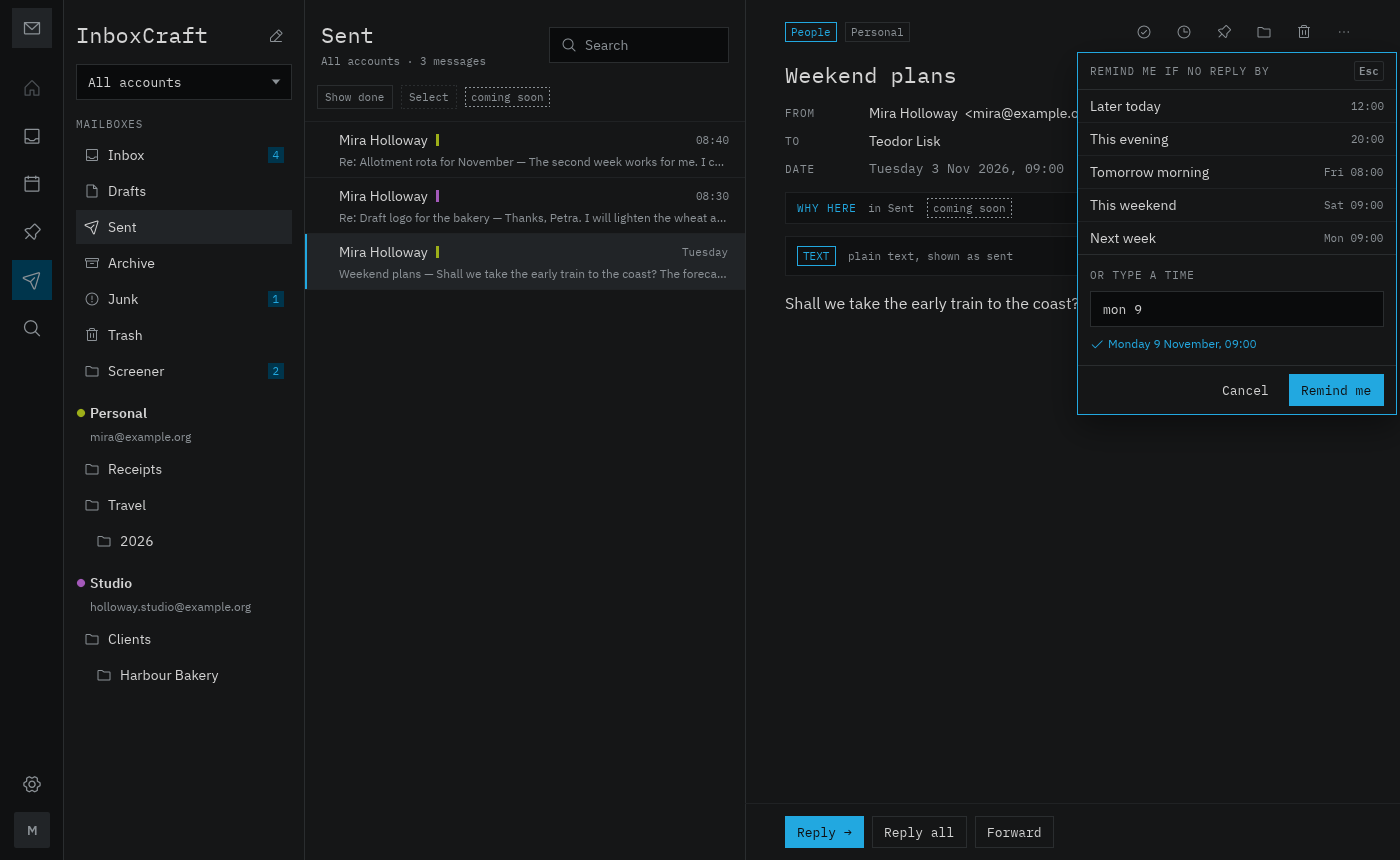 InboxCraft
All accounts
MAILBOXES
Inbox 4
Drafts
Sent
Archive
Junk 1
Trash
Screener 2
Personal
mira@example.org
Receipts
Travel
2026
Studio
holloway.studio@example.org
Clients
Harbour Bakery
M
Sent
All accounts · 3 messages
Search
Show done Select coming soon
Mira Holloway 08:40
Re: Allotment rota for November — The second week works for me. I c…
Mira Holloway 08:30
Re: Draft logo for the bakery — Thanks, Petra. I will lighten the wheat a…
Mira Holloway Tuesday
Weekend plans — Shall we take the early train to the coast? The foreca…
People Personal
Weekend plans
FROM Mira Holloway <mira@example.o
TO Teodor Lisk
DATE Tuesday 3 Nov 2026, 09:00
WHY HERE in Sent coming soon
TEXT plain text, shown as sent
Shall we take the early train to the coast?
REMIND ME IF NO REPLY BY Esc
Later today 12:00
This evening 20:00
Tomorrow morning Fri 08:00
This weekend Sat 09:00
Next week Mon 09:00
OR TYPE A TIME
mon 9
Monday 9 November, 09:00
Cancel Remind me
Reply → Reply all Forward